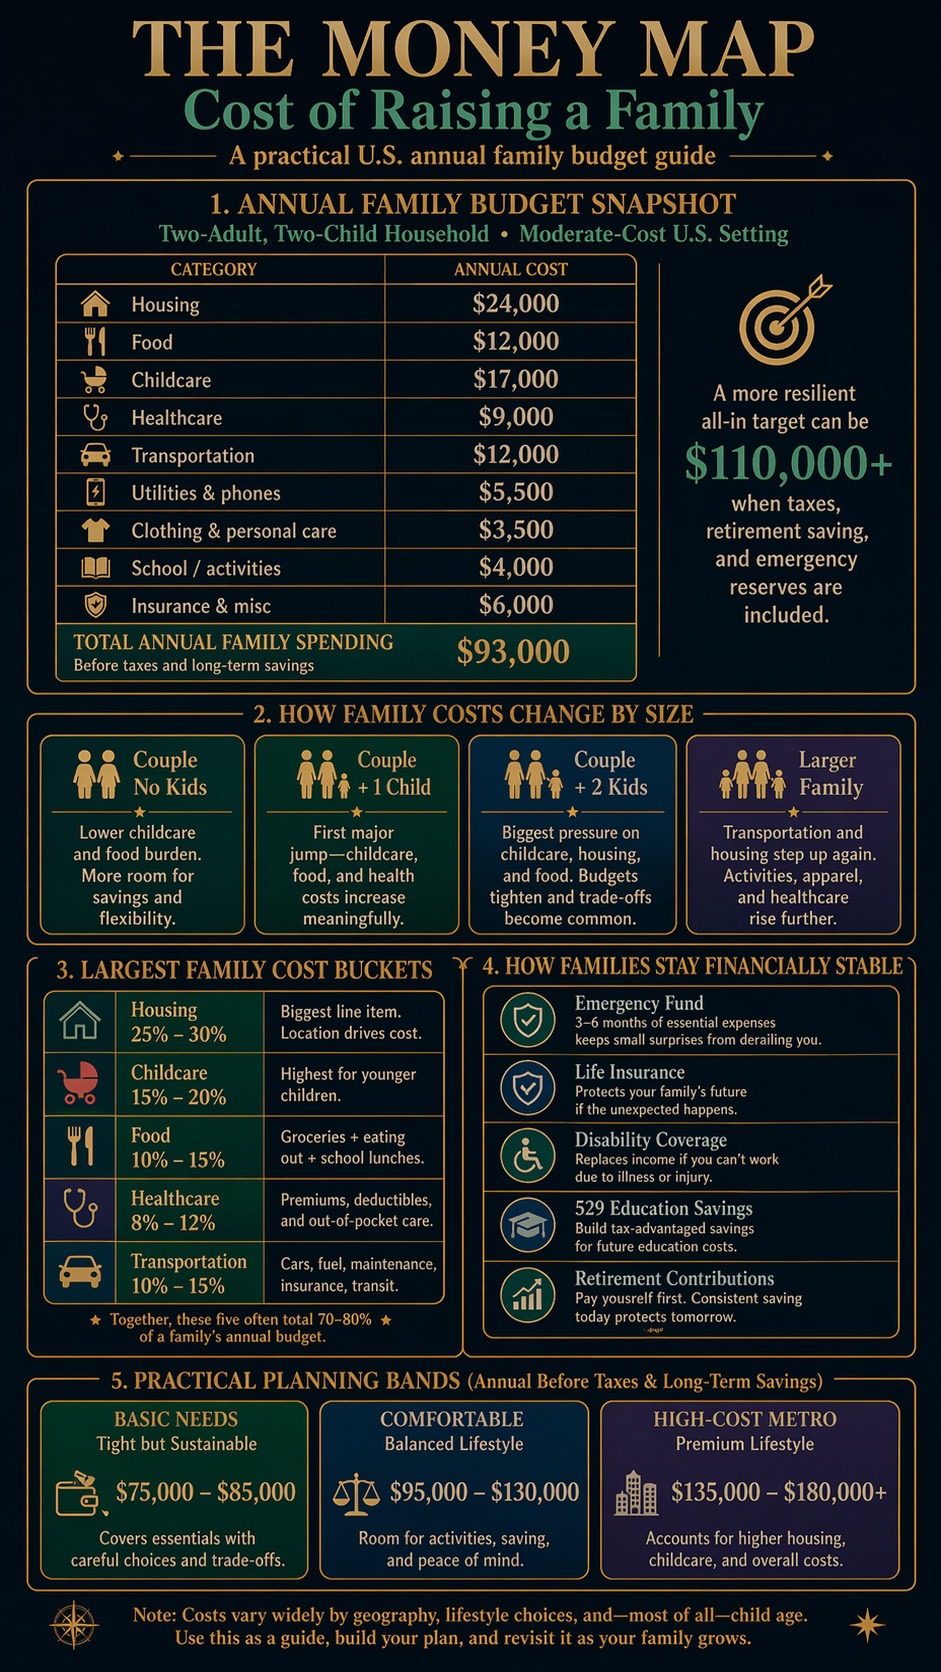 THE MONEY MAP
Cost of Raising a Family
A practical U.S. annual family budget guide
1. ANNUAL FAMILY BUDGET SNAPSHOT
Two-Adult, Two-Child Household • Moderate-Cost U.S. Setting
CATEGORY ANNUAL COST
Housing $24,000
Food $12,000
Childcare $17,000
Healthcare $9,000
Transportation $12,000
Utilities & phones $5,500
Clothing & personal care $3,500
School / activities $4,000
Insurance & misc $6,000
TOTAL ANNUAL FAMILY SPENDING $93,000
Before taxes and long-term savings
A more resilient
all-in target can be
$110,000+
when taxes,
retirement saving,
and emergency
reserves are
included.
2. HOW FAMILY COSTS CHANGE BY SIZE
Couple
No Kids
Lower childcare
and food burden.
More room for
savings and
flexibility.
Couple
+ 1 Child
First major
jump—childcare,
food, and health
costs increase
meaningfully.
Couple
+ 2 Kids
Biggest pressure on
childcare, housing,
and food. Budgets
tighten and trade-offs
become common.
Larger
Family
Transportation and
housing step up again.
Activities, apparel,
and healthcare
rise further.
3. LARGEST FAMILY COST BUCKETS
Housing
25% – 30%
Biggest line item.
Location drives cost.
Childcare
15% – 20%
Highest for younger
children.
Food
10% – 15%
Groceries + eating
out + school lunches.
Healthcare
8% – 12%
Premiums, deductibles,
and out-of-pocket care.
Transportation
10% – 15%
Cars, fuel, maintenance,
insurance, transit.
Together, these five often total 70–80%
of a family's annual budget.
4. HOW FAMILIES STAY FINANCIALLY STABLE
Emergency Fund
3–6 months of essential expenses
keeps small surprises from derailing you.
Life Insurance
Protects your family's future
if the unexpected happens.
Disability Coverage
Replaces income if you can't work
due to illness or injury.
529 Education Savings
Build tax-advantaged savings
for future education costs.
Retirement Contributions
Pay yousrelf first. Consistent saving
today protects tomorrow.
5. PRACTICAL PLANNING BANDS (Annual Before Taxes & Long-Term Savings)
BASIC NEEDS
Tight but Sustainable
$75,000 – $85,000
Covers essentials with
careful choices and trade-offs.
COMFORTABLE
Balanced Lifestyle
$95,000 – $130,000
Room for activities, saving,
and peace of mind.
HIGH-COST METRO
Premium Lifestyle
$135,000 – $180,000+
Accounts for higher housing,
childcare, and overall costs.
Note: Costs vary widely by geography, lifestyle choices, and—most of all—child age.
Use this as a guide, build your plan, and revisit it as your family grows.